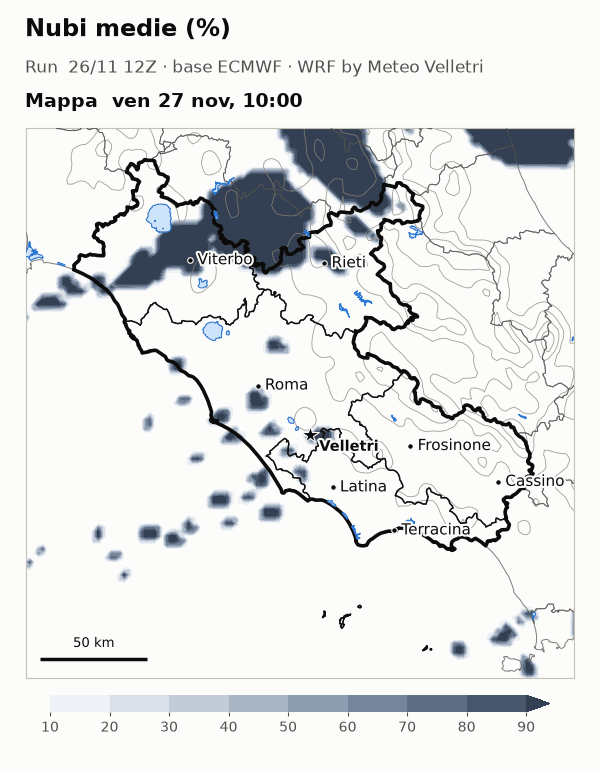 Nubi medie (%)
Run  26/11 12Z · base ECMWF · WRF by Meteo Velletri
Mappa  ven 27 nov, 10:00
Viterbo
Rieti
Roma
Velletri
Frosinone
Cassino
Latina
Terracina
50 km
10 20 30 40 50 60 70 80 90